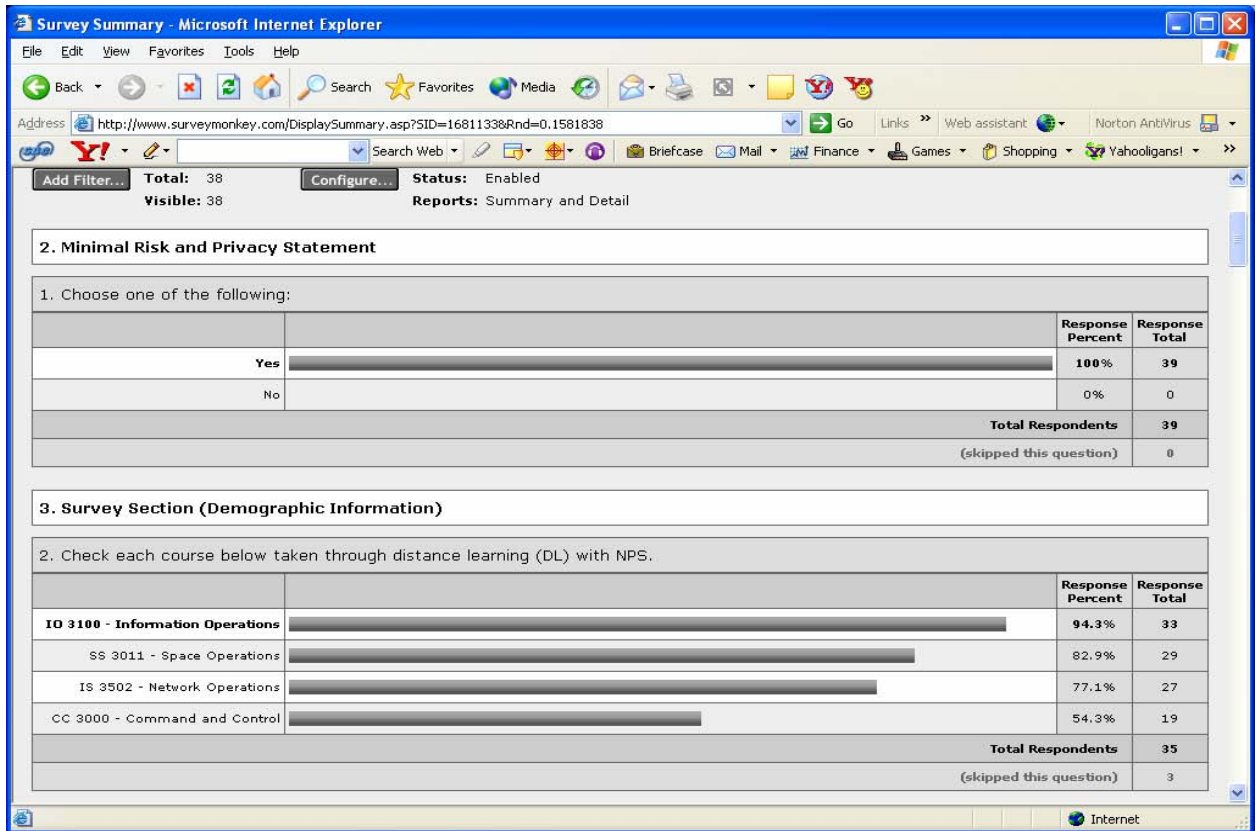 Survey Summary - Microsoft Internet Explorer
File Edit View Favorites Tools Help
Back Search Favorites Media
Address http://www.surveymonkey.com/DisplaySummary.asp?SID=1681133&Rnd=0.1581838 Go Links » Web assistant Norton AntiVirus
Y! Search Web Briefcase Mail Finance Games Shopping Yahooligans! »
Add Filter... Total: 38 Configure... Status: Enabled
Visible: 38 Reports: Summary and Detail
2. Minimal Risk and Privacy Statement
1. Choose one of the following:
Response Percent Response Total
Yes 100% 39
No 0% 0
Total Respondents 39
(skipped this question) 0
3. Survey Section (Demographic Information)
2. Check each course below taken through distance learning (DL) with NPS.
Response Percent Response Total
IO 3100 - Information Operations 94.3% 33
SS 3011 - Space Operations 82.9% 29
IS 3502 - Network Operations 77.1% 27
CC 3000 - Command and Control 54.3% 19
Total Respondents 35
(skipped this question) 3
Internet